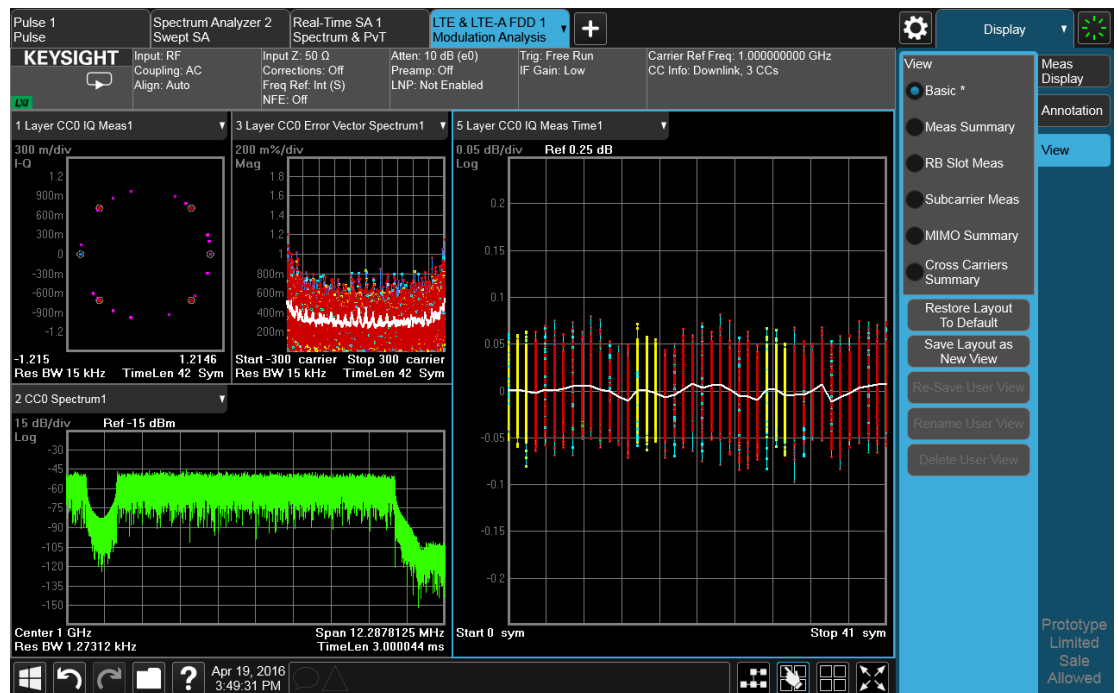 Pulse 1
Pulse
Spectrum Analyzer 2
Swept SA
Real-Time SA 1
Spectrum & PvT
LTE & LTE-A FDD 1
Modulation Analysis
Display
KEYSIGHT
LXI
Input: RF
Coupling: AC
Align: Auto
Input Z: 50 Ω
Corrections: Off
Freq Ref: Int (S)
NFE: Off
Atten: 10 dB (e0)
Preamp: Off
LNP: Not Enabled
Trig: Free Run
IF Gain: Low
Carrier Ref Freq: 1.000000000 GHz
CC Info: Downlink, 3 CCs
1 Layer CC0 IQ Meas1
300 m/div
I-Q
1.2
900m
600m
300m
0
-300m
-600m
-900m
-1.2
-1.215 1.2146
Res BW 15 kHz TimeLen 42 Sym
3 Layer CC0 Error Vector Spectrum1
200 m%/div
Mag
1.8
1.6
1.4
1.2
1
800m
600m
400m
200m
Start -300 carrier Stop 300 carrier
Res BW 15 kHz TimeLen 42 Sym
2 CC0 Spectrum1
15 dB/div Ref -15 dBm
Log
-30
-45
-60
-75
-90
-105
-120
-135
-150
Center 1 GHz Span 12.2878125 MHz
Res BW 1.27312 kHz TimeLen 3.000044 ms
5 Layer CC0 IQ Meas Time1
0.05 dB/div Ref 0.25 dB
Log
0.2
0.15
0.1
0.05
0
-0.05
-0.1
-0.15
-0.2
Start 0 sym Stop 41 sym
View
Basic *
Meas Summary
RB Slot Meas
Subcarrier Meas
MIMO Summary
Cross Carriers
Summary
Restore Layout
To Default
Save Layout as
New View
Re-Save User View
Rename User View
Delete User View
Meas
Display
Annotation
View
Prototype
Limited
Sale
Allowed
?
Apr 19, 2016
3:49:31 PM